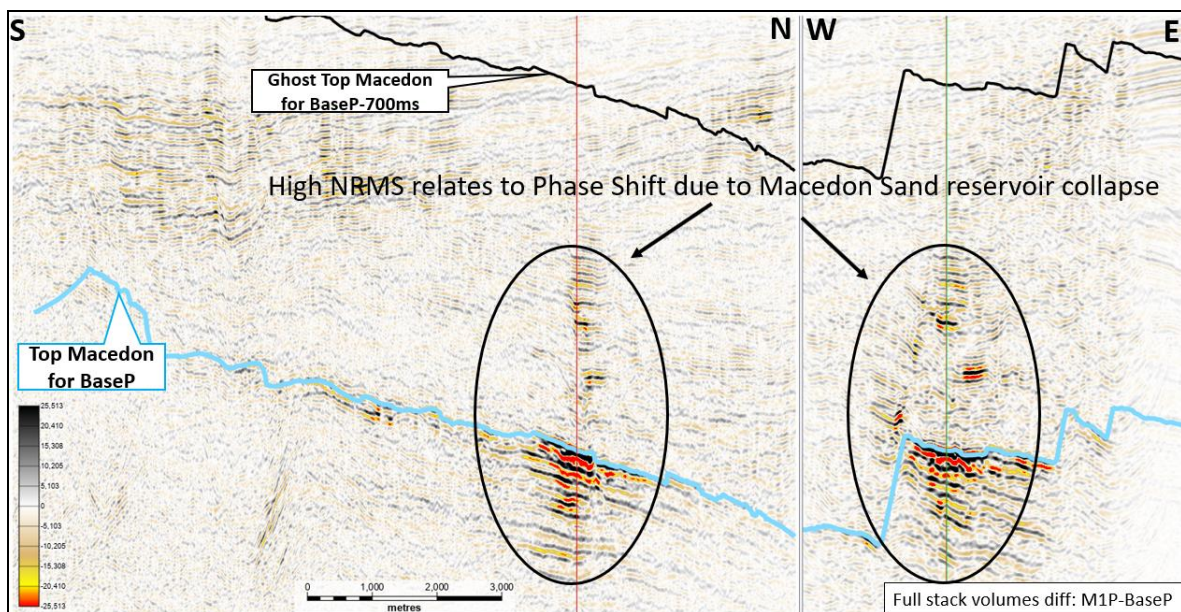 S
N
W
E
Ghost Top Macedon
for BaseP-700ms
High NRMS relates to Phase Shift due to Macedon Sand reservoir collapse
Top Macedon
for BaseP
25,513
20,410
15,308
10,205
5,103
0
-5,103
-10,205
-15,308
-20,410
-25,513
0 1,000 2,000 3,000
metres
Full stack volumes diff: M1P-BaseP